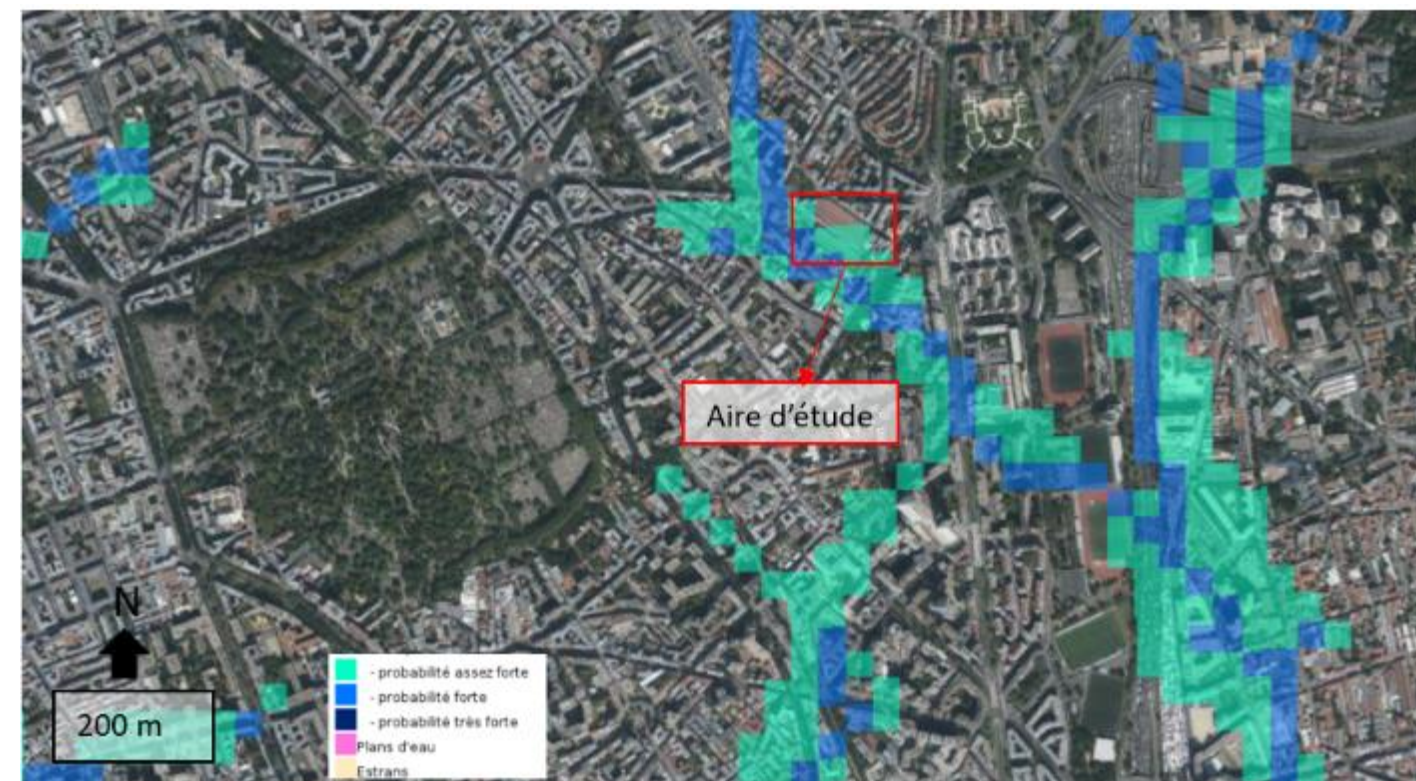 Aire d'étude
N
200 m
- probabilité assez forte
- probabilité forte
- probabilité très forte
Plans d'eau
Estrans